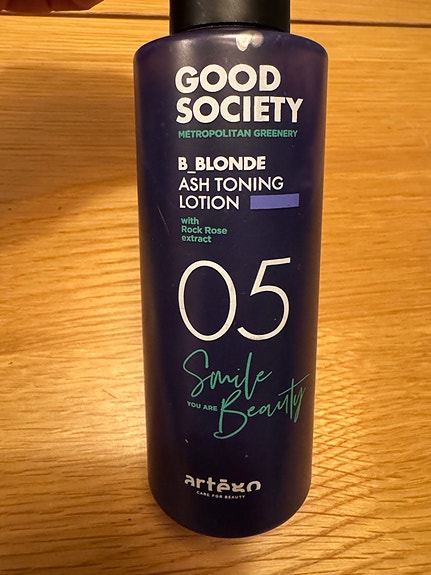 GOOD
SOCIETY
METROPOLITAN GREENERY
B_BLONDE
ASH TONING
LOTION
with
Rock Rose
extract
05
Smile
YOU ARE Beauty
artègo
CARE FOR BEAUTY